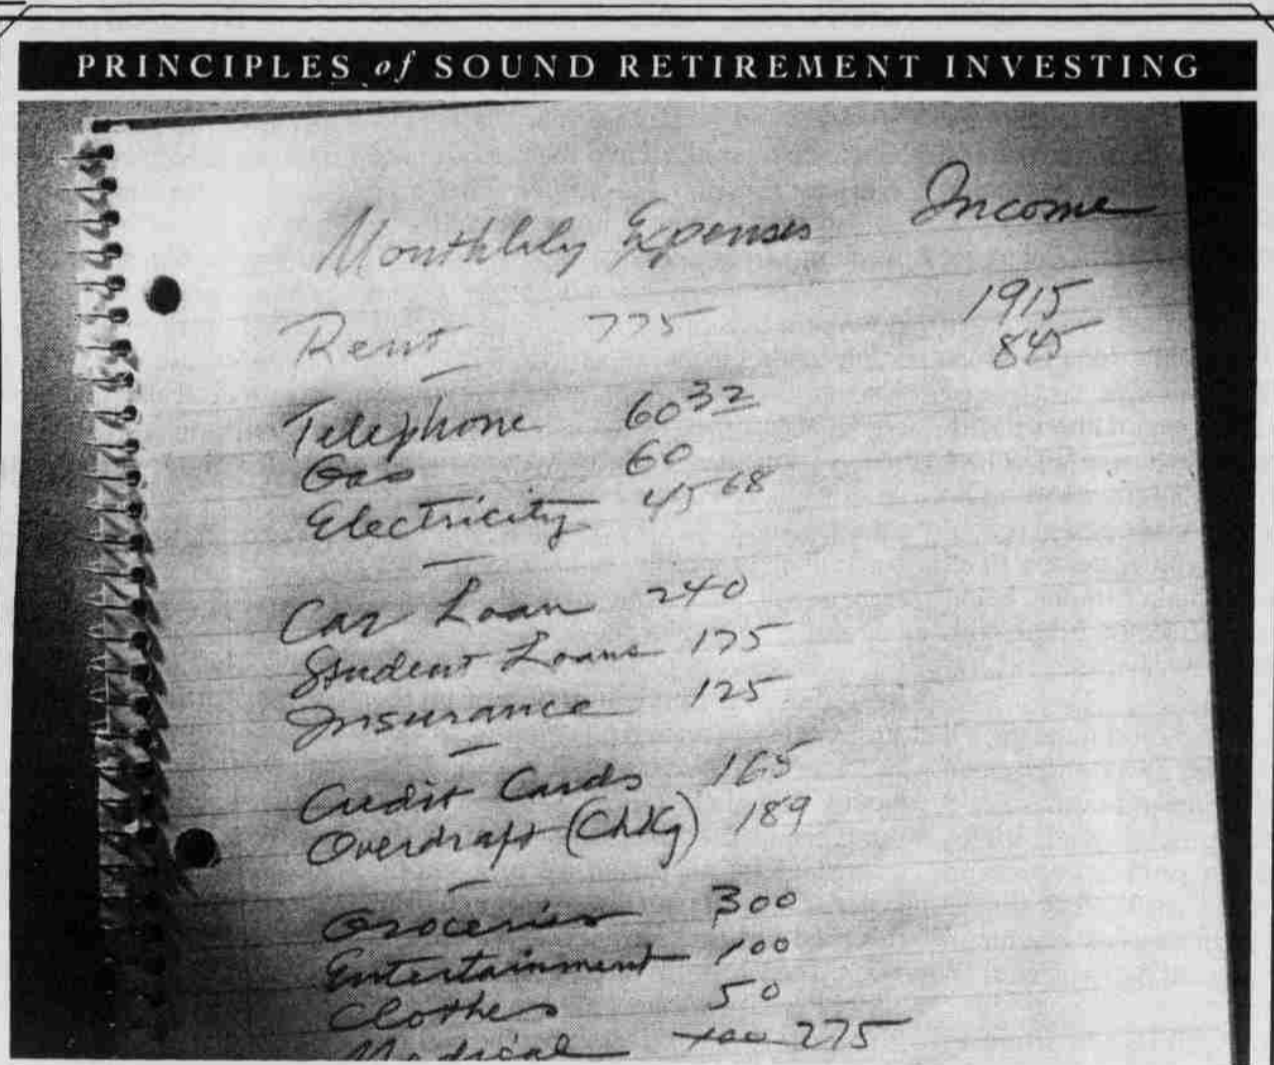 PRINCIPLES of SOUND RETIREMENT INVESTING
Monthlily Expenses Income
Rent 775 1915
845
Telephone 60 32
Gas 60
Electricity 45 68
Car Loan 240
Student Loans 175
Insurance 125
Credit Cards 165
Overdraft (ChKg) 189
Groceries 300
Entertainment 100
Clothes 50
Medical 100 275